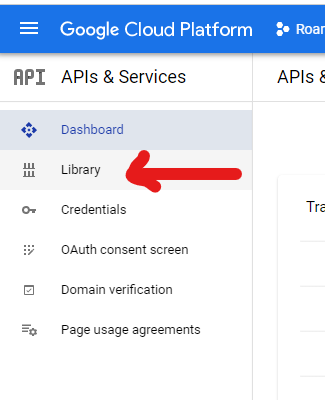 Google Cloud Platform
Roar
API APIs & Services
APIs &
Dashboard
Library
Tra
Credentials
OAuth consent screen
Domain verification
Page usage agreements